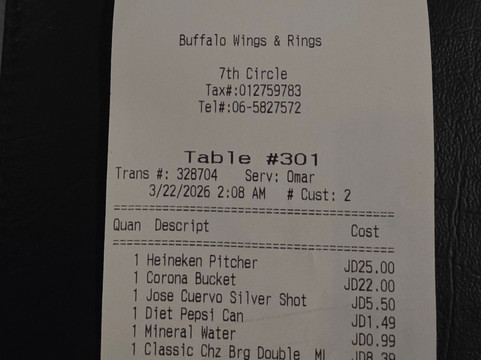 Buffalo Wings & Rings
7th Circle
Tax#:012759783
Tel#:06-5827572
Table #301
Trans #: 328704 Serv: Omar
3/22/2026 2:08 AM # Cust: 2
Quan Descript Cost
1 Heineken Pitcher JD25.00
1 Corona Bucket JD22.00
1 Jose Cuervo Silver Shot JD5.50
1 Diet Pepsi Can JD1.49
1 Mineral Water JD0.99
1 Classic Chz Brg Double ML JD8.39